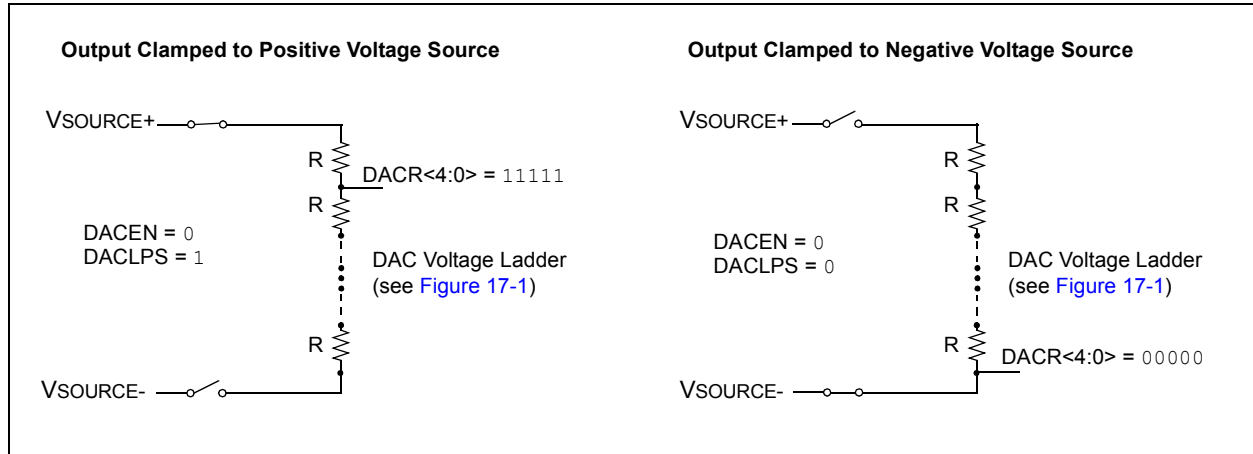 Output Clamped to Positive Voltage Source
VSOURCE+
R
DACR<4:0> = 11111
R
DACEN = 0
DACLPS = 1
DAC Voltage Ladder
(see Figure 17-1)
R
VSOURCE-
Output Clamped to Negative Voltage Source
VSOURCE+
R
R
DACEN = 0
DACLPS = 0
DAC Voltage Ladder
(see Figure 17-1)
R
DACR<4:0> = 00000
VSOURCE-